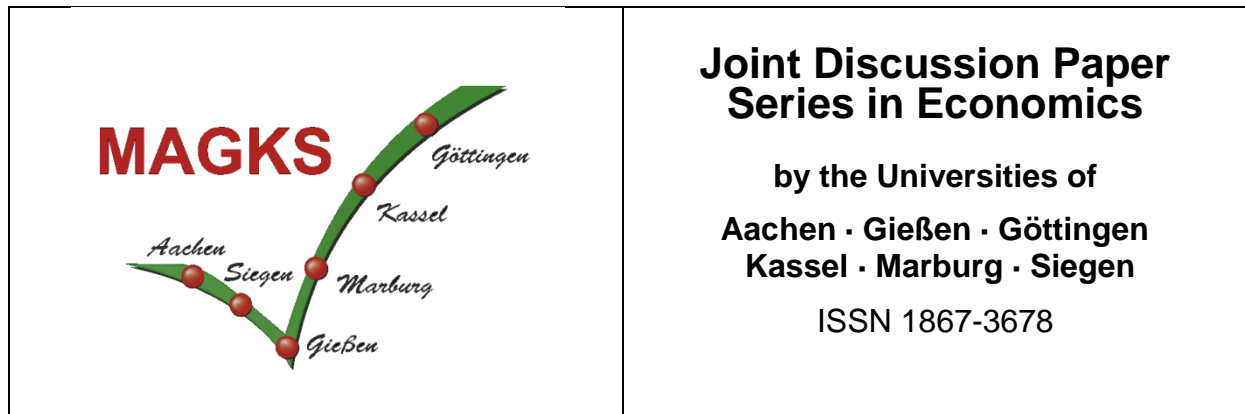 MAGKS
Göttingen
Kassel
Aachen
Siegen
Marburg
Gießen
Joint Discussion Paper
Series in Economics
by the Universities of
Aachen · Gießen · Göttingen
Kassel · Marburg · Siegen
ISSN 1867-3678